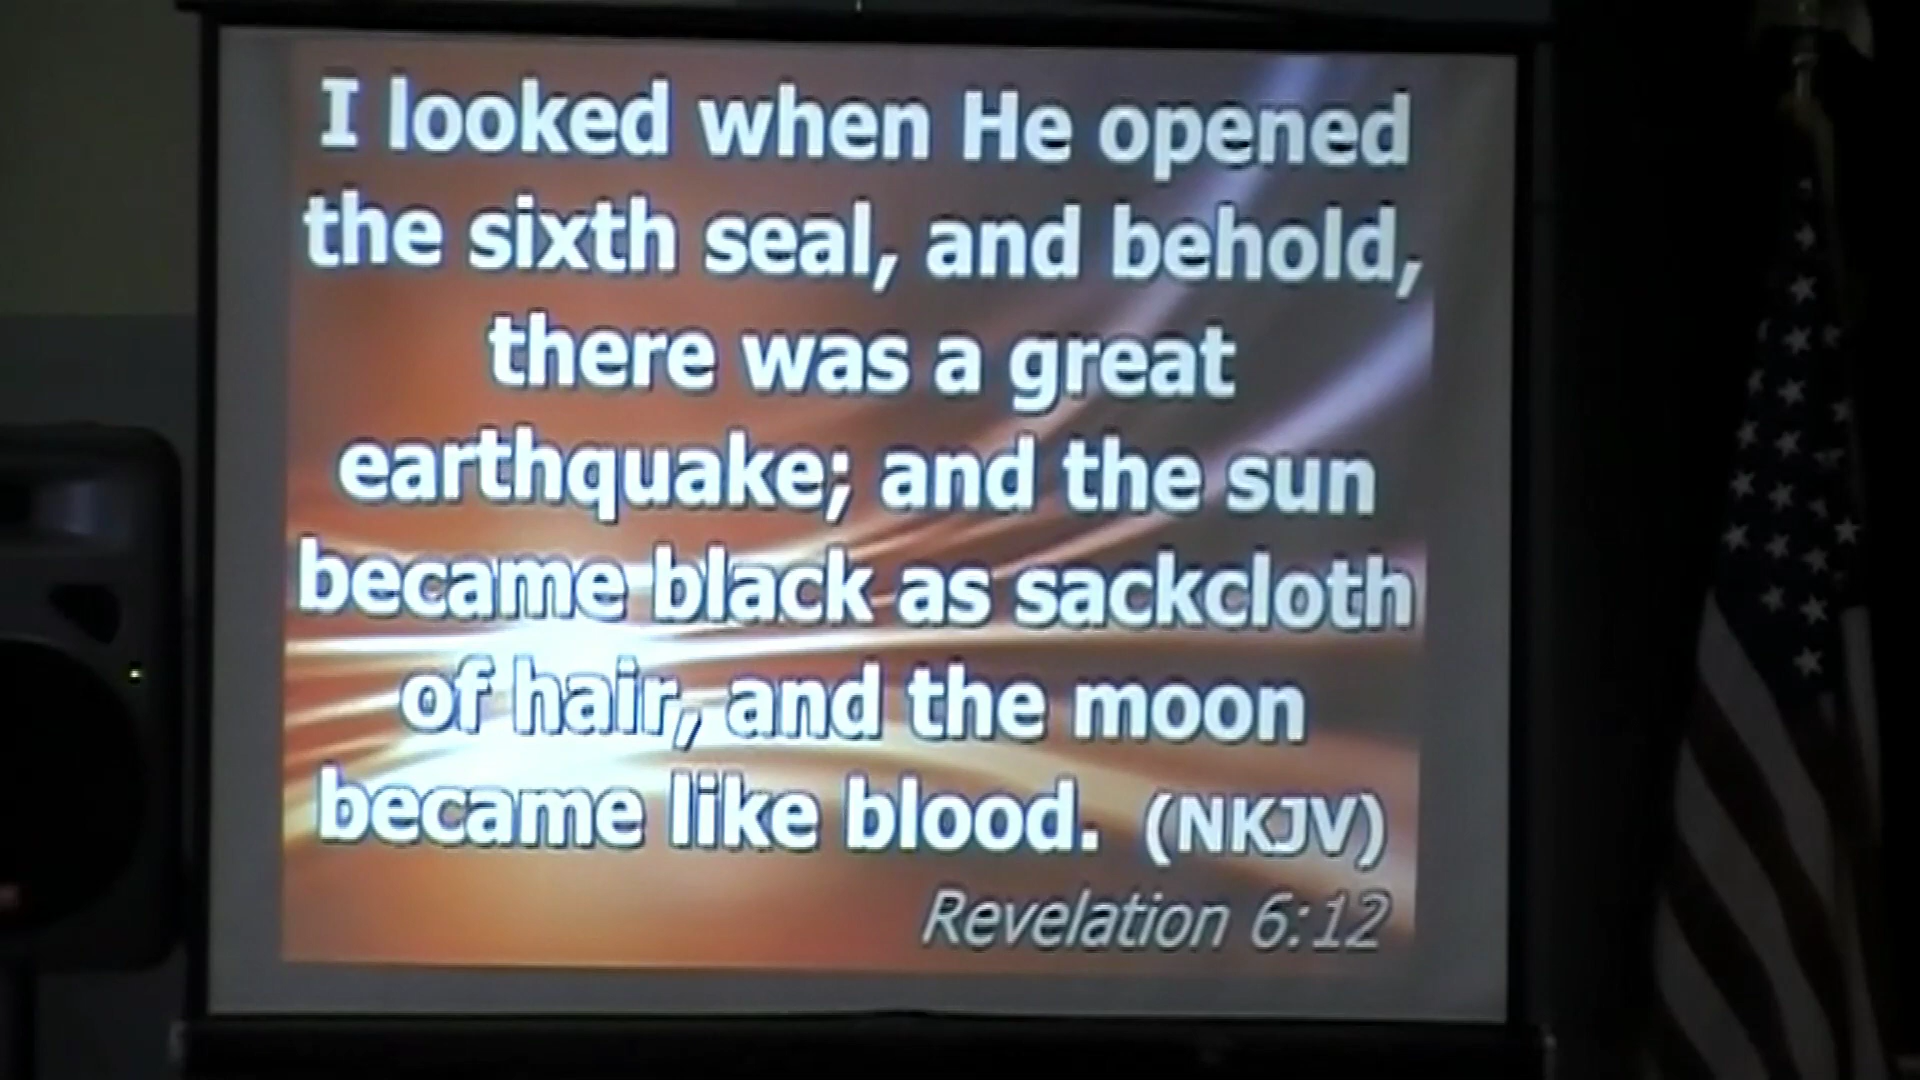 I looked when He opened
the sixth seal, and behold,
there was a great
earthquake; and the sun
became black as sackcloth
of hair, and the moon
became like blood. (NKJV)
Revelation 6:12